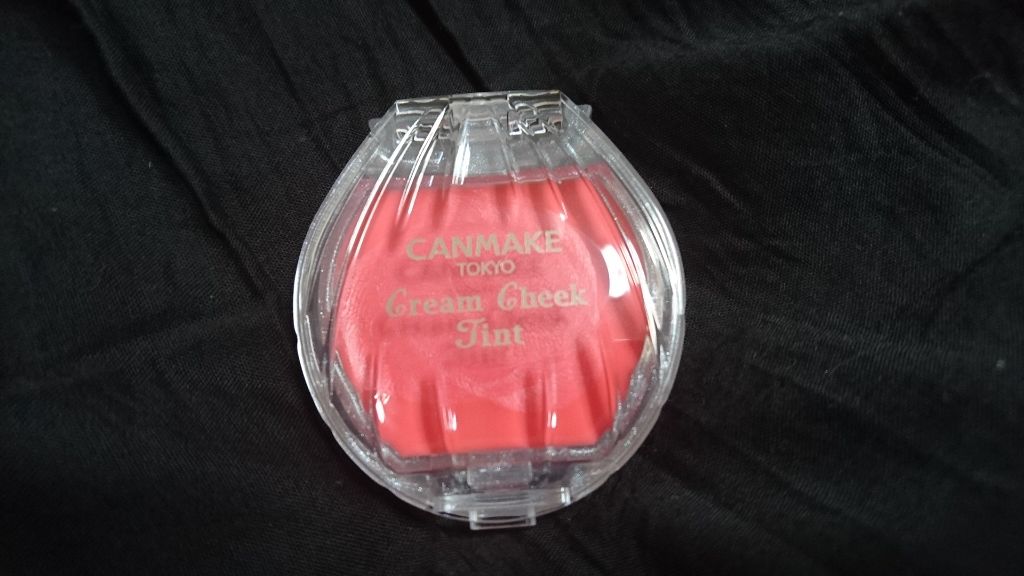 CANMAKE
TOKYO
Cream Cheek
Tint